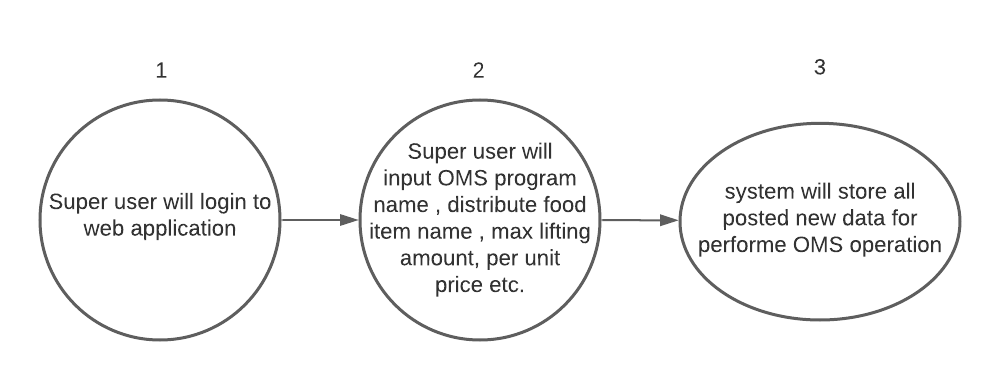 1
Super user will login to
web application
2
Super user will
input OMS program
name , distribute food
item name , max lifting
amount, per unit
price etc.
3
system will store all
posted new data for
performe OMS operation